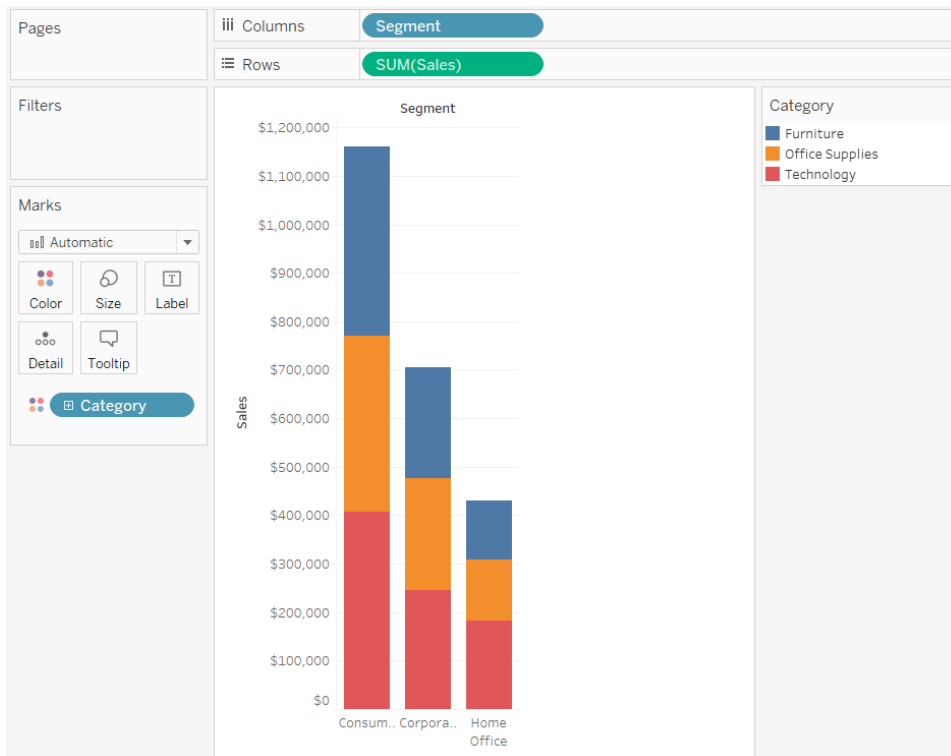 Pages
Columns
Segment
Rows
SUM(Sales)
Filters
Marks
Automatic
Color
Size
T
Label
Detail
Tooltip
Category
Segment
Sales
$1,200,000
$1,100,000
$1,000,000
$900,000
$800,000
$700,000
$600,000
$500,000
$400,000
$300,000
$200,000
$100,000
$0
Consum..
Corpora..
Home
Office
Category
Furniture
Office Supplies
Technology